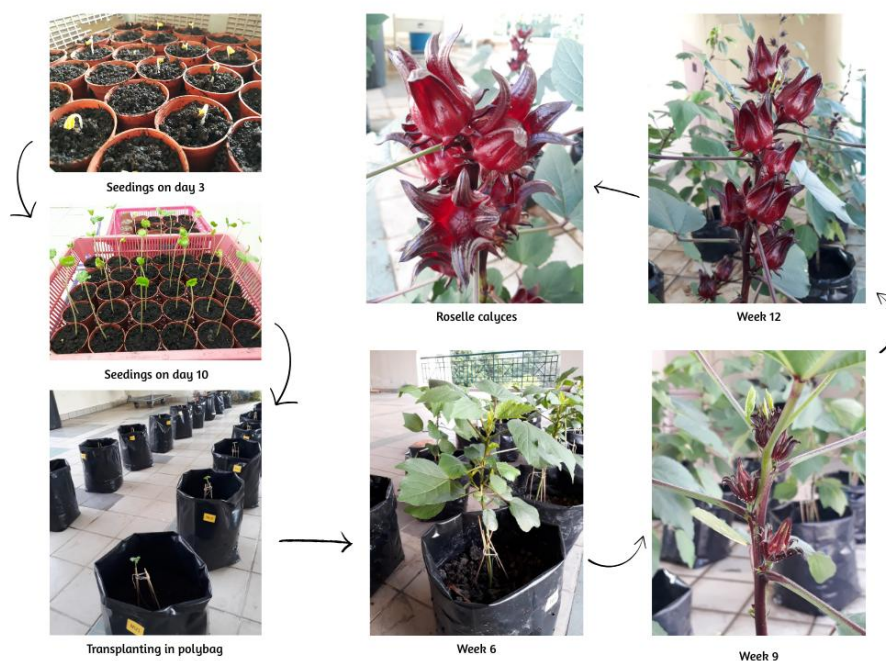 Seedings on day 3
Seedings on day 10
Transplanting in polybag
Week 6
Week 9
Week 12
Roselle calyces